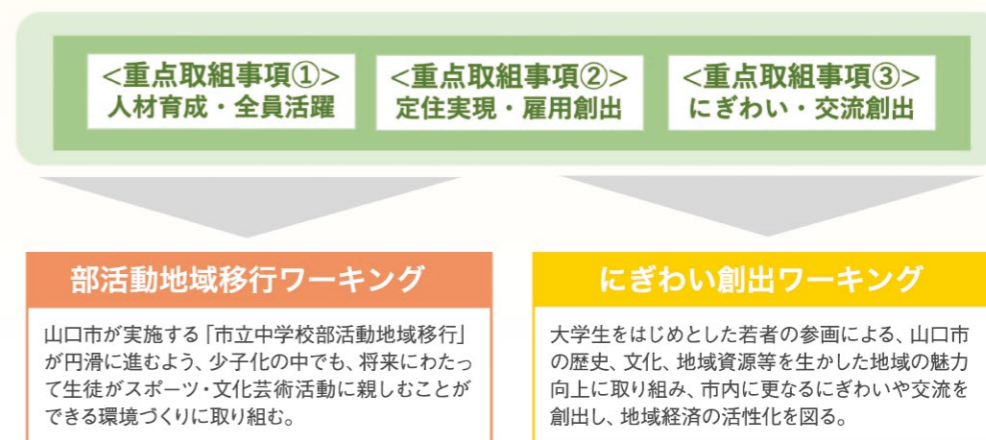 <重点取組事項①>
人材育成・全員活躍
<重点取組事項②>
定住実現・雇用創出
<重点取組事項③>
にぎわい・交流創出
部活動地域移行ワーキング
山口市が実施する「市立中学校部活動地域移行」
が円滑に進むよう、少子化の中でも、将来にわたっ
て生徒がスポーツ・文化芸術活動に親しむことが
できる環境づくりに取り組む。
にぎわい創出ワーキング
大学生をはじめとした若者の参画による、山口市
の歴史、文化、地域資源等を生かした地域の魅力
向上に取り組み、市内に更なるにぎわいや交流を
創出し、地域経済の活性化を図る。